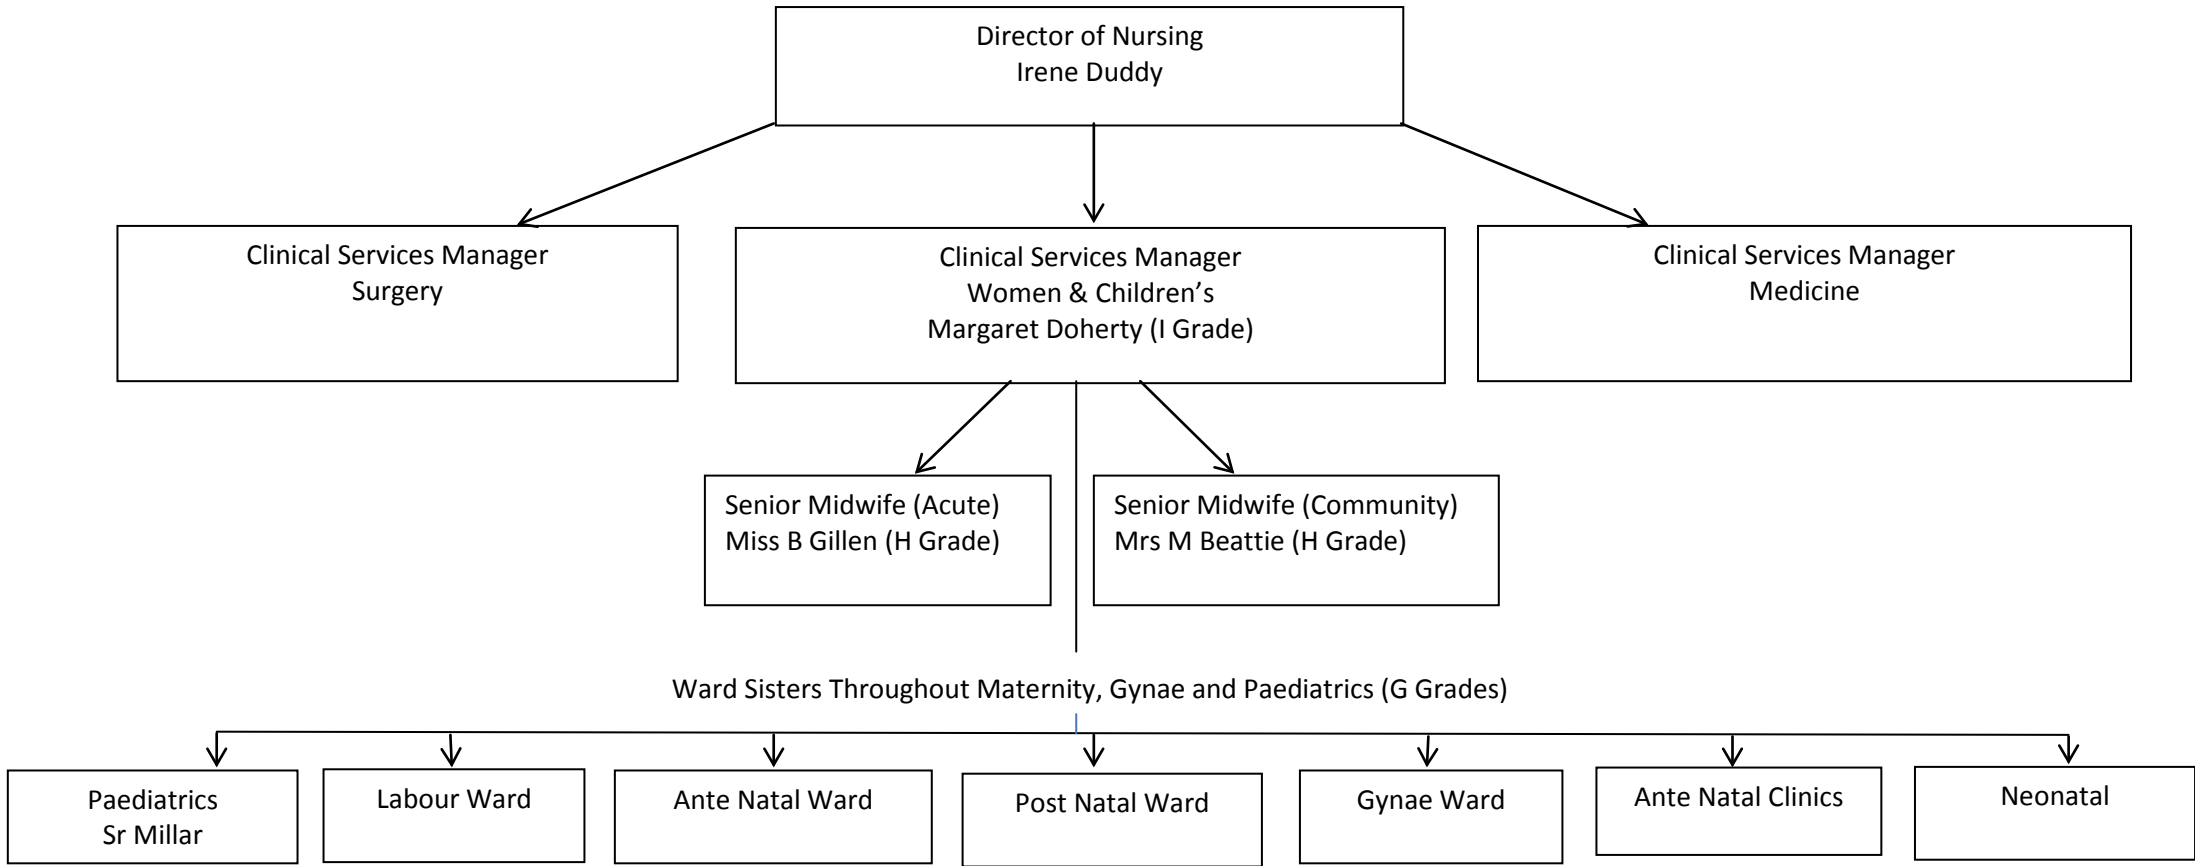 Director of Nursing
Irene Duddy
Clinical Services Manager
Surgery
Clinical Services Manager
Women & Children’s
Margaret Doherty (I Grade)
Clinical Services Manager
Medicine
Senior Midwife (Acute)
Miss B Gillen (H Grade)
Senior Midwife (Community)
Mrs M Beattie (H Grade)
Ward Sisters Throughout Maternity, Gynae and Paediatrics (G Grades)
Paediatrics
Sr Millar
Labour Ward
Ante Natal Ward
Post Natal Ward
Gynae Ward
Ante Natal Clinics
Neonatal